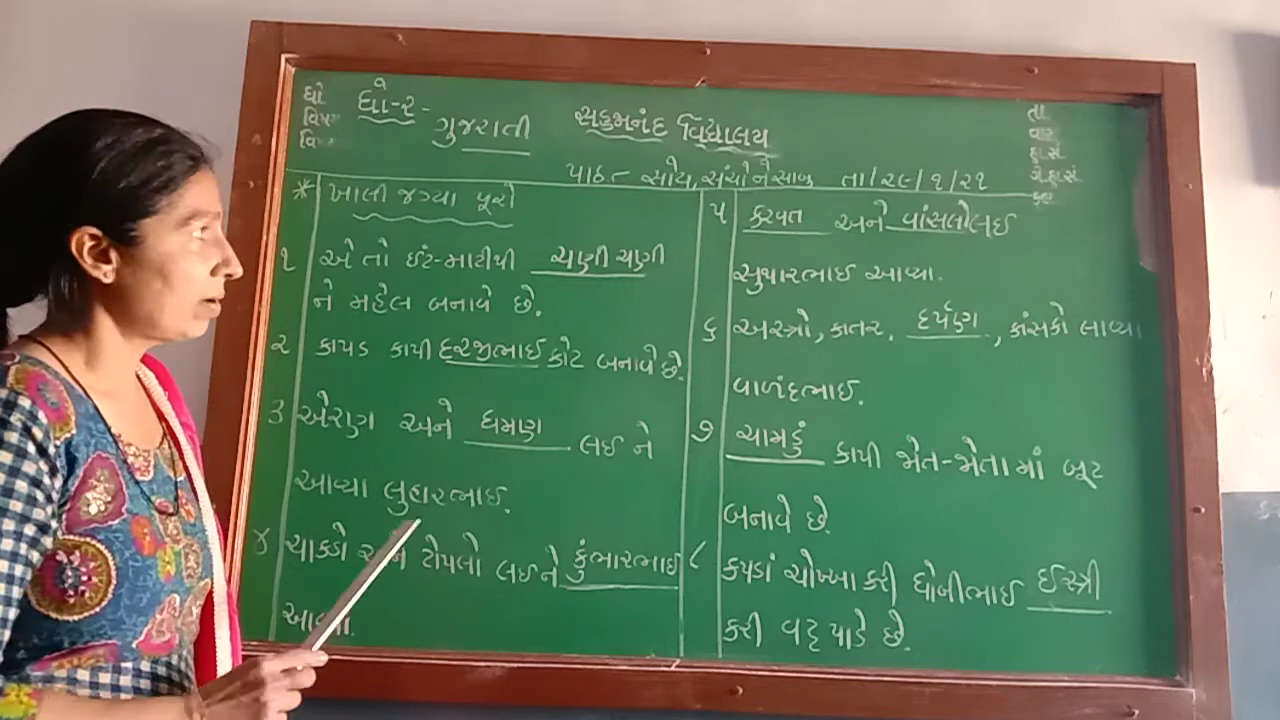 ધો.
વિષય
ધો-૨-
ગુજરાતી
વિદ્યાલય
તા.
વાર
પાઠ ૮ સોય, સંચો ને સાબુ તા/૨૯/૧/૨૧
* ખાલી જગ્યા પૂરો
૧ એ તો ઈંટ-માટીથી ચણી ચણી
ને મહેલ બનાવે છે.
૨ કાપડ કાપી દરજીભાઈ કોટ બનાવે છે.
૩ એરણ અને ધમણ લઈ ને
આવ્યા લુહારભાઈ.
૪ ચાકડો અને ટોપલો લઈને કુંભારભાઈ
આવ્યા.
૫ કરવત અને વાંસલો લઈ
સુથારભાઈ આવ્યા.
૬ અસ્ત્રો, કાતર, દર્પણ, કાંસકો લાવ્યા
વાળંદભાઈ.
૭ ચામડું કાપી જોત-જોતામાં બૂટ
બનાવે છે.
૮ કપડાં ચોખ્ખા કરી ધોબીભાઈ ઈસ્ત્રી
કરી વટ્ટ પાડે છે.